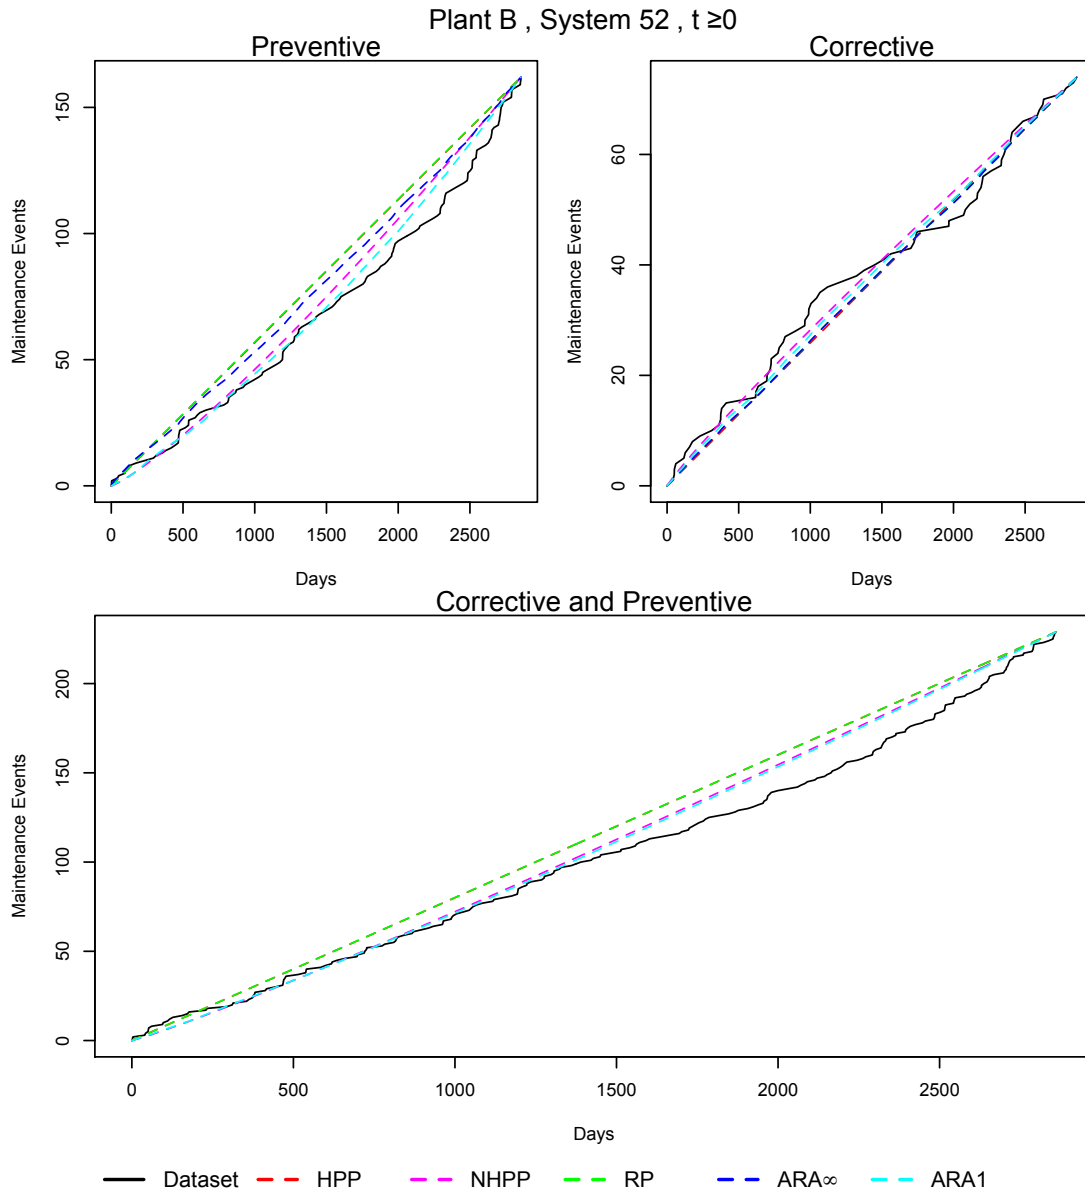 Plant B , System 52 , t ≥0
Preventive
Maintenance Events
0
50
100
150
0 500 1000 1500 2000 2500
Days
Corrective
Maintenance Events
0
20
40
60
0 500 1000 1500 2000 2500
Days
Corrective and Preventive
Maintenance Events
0
50
100
150
200
0 500 1000 1500 2000 2500
Days
Dataset HPP NHPP RP ARA∞ ARA1